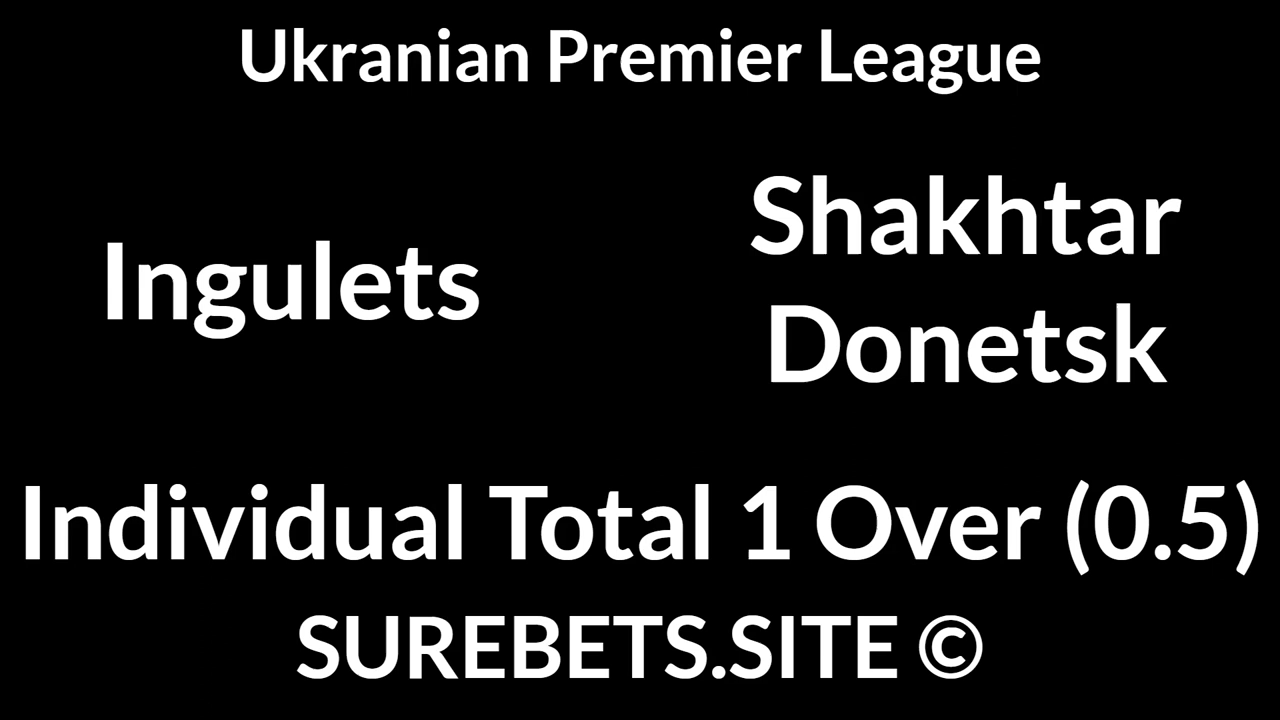 Ukranian Premier League
Ingulets
Shakhtar
Donetsk
Individual Total 1 Over (0.5)
SUREBETS.SITE ©